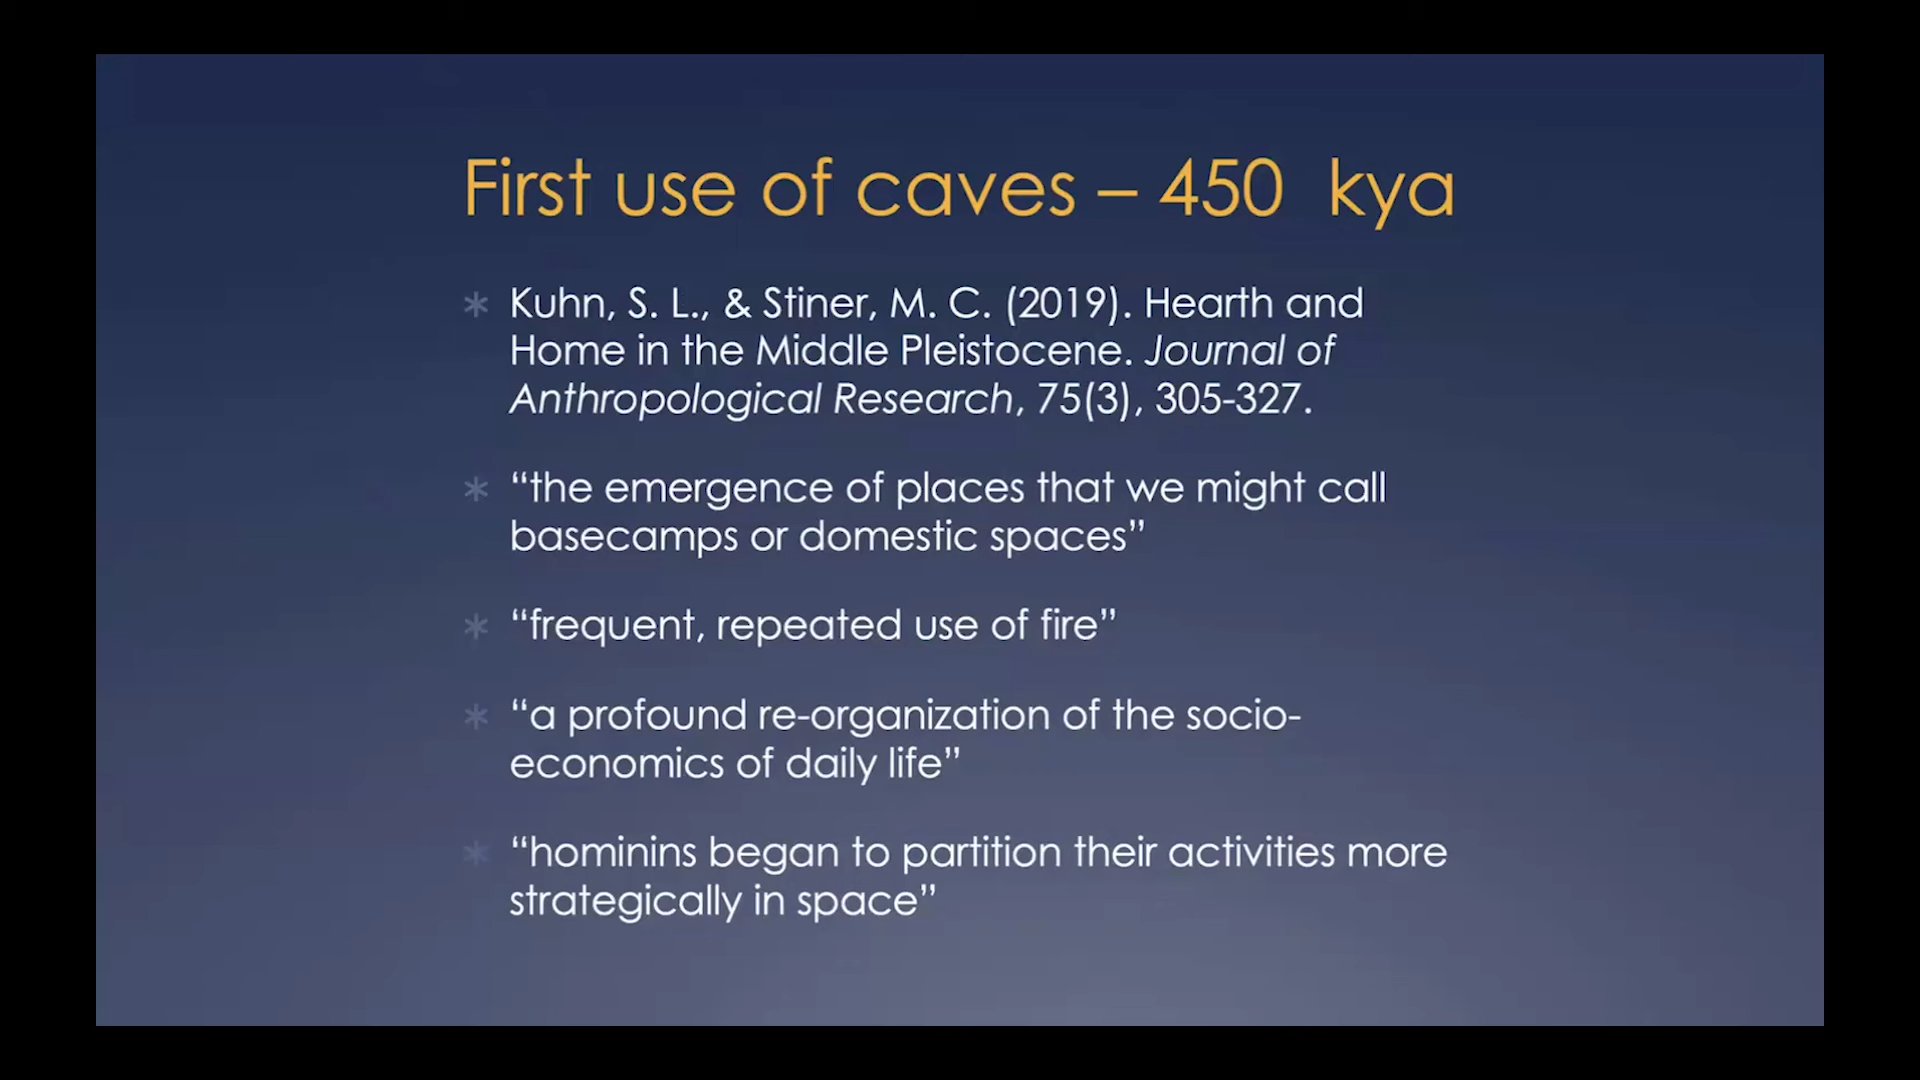 First use of caves – 450 kya
* Kuhn, S. L., & Stiner, M. C. (2019). Hearth and
Home in the Middle Pleistocene. Journal of
Anthropological Research, 75(3), 305-327.
* “the emergence of places that we might call
basecamps or domestic spaces”
* “frequent, repeated use of fire”
* “a profound re-organization of the socio-
economics of daily life”
* “hominins began to partition their activities more
strategically in space”